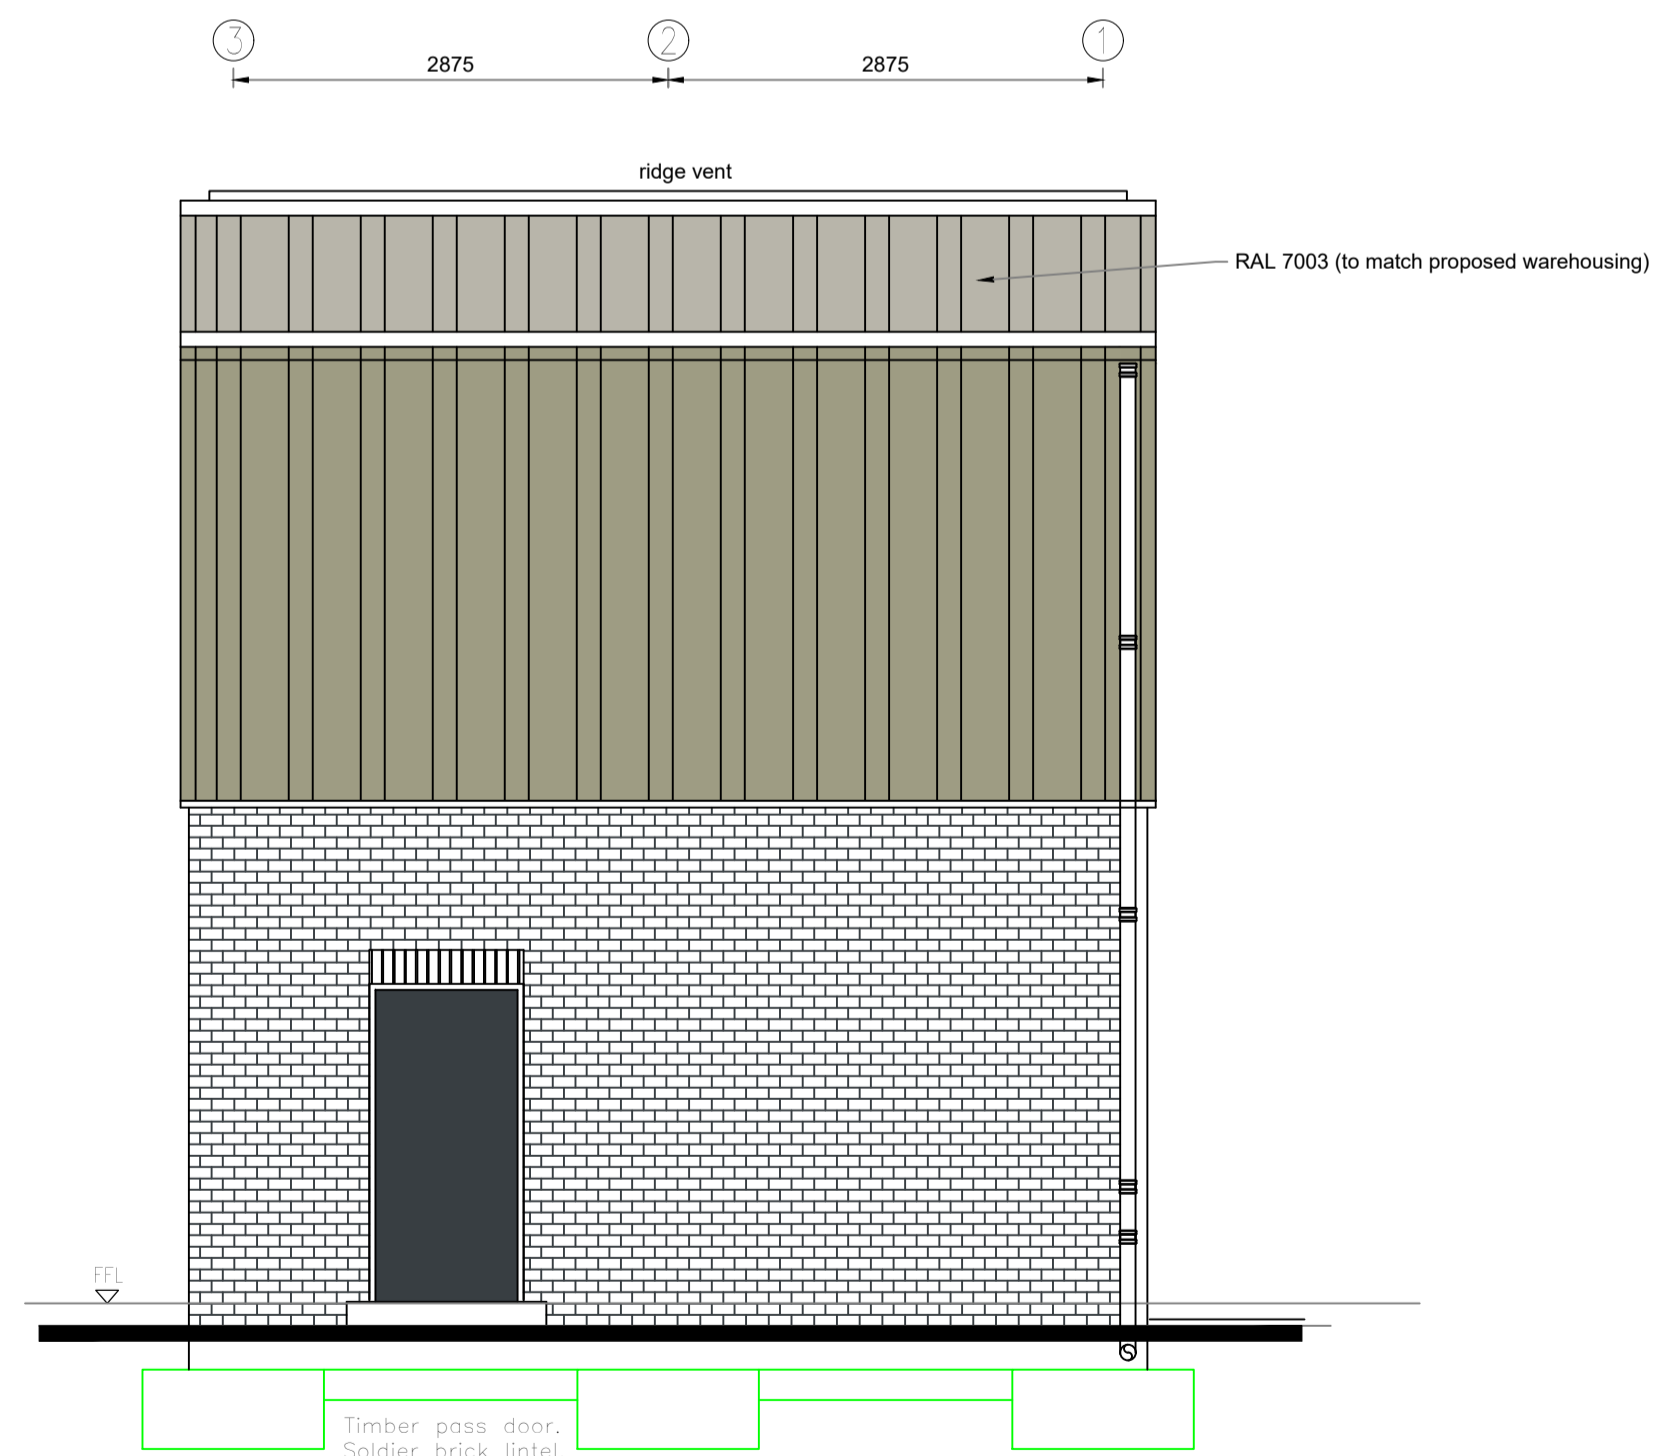 3 2 1
2875 2875
ridge vent
RAL 7003 (to match proposed warehousing)
FFL
Timber pass door.
Soldier brick lintel